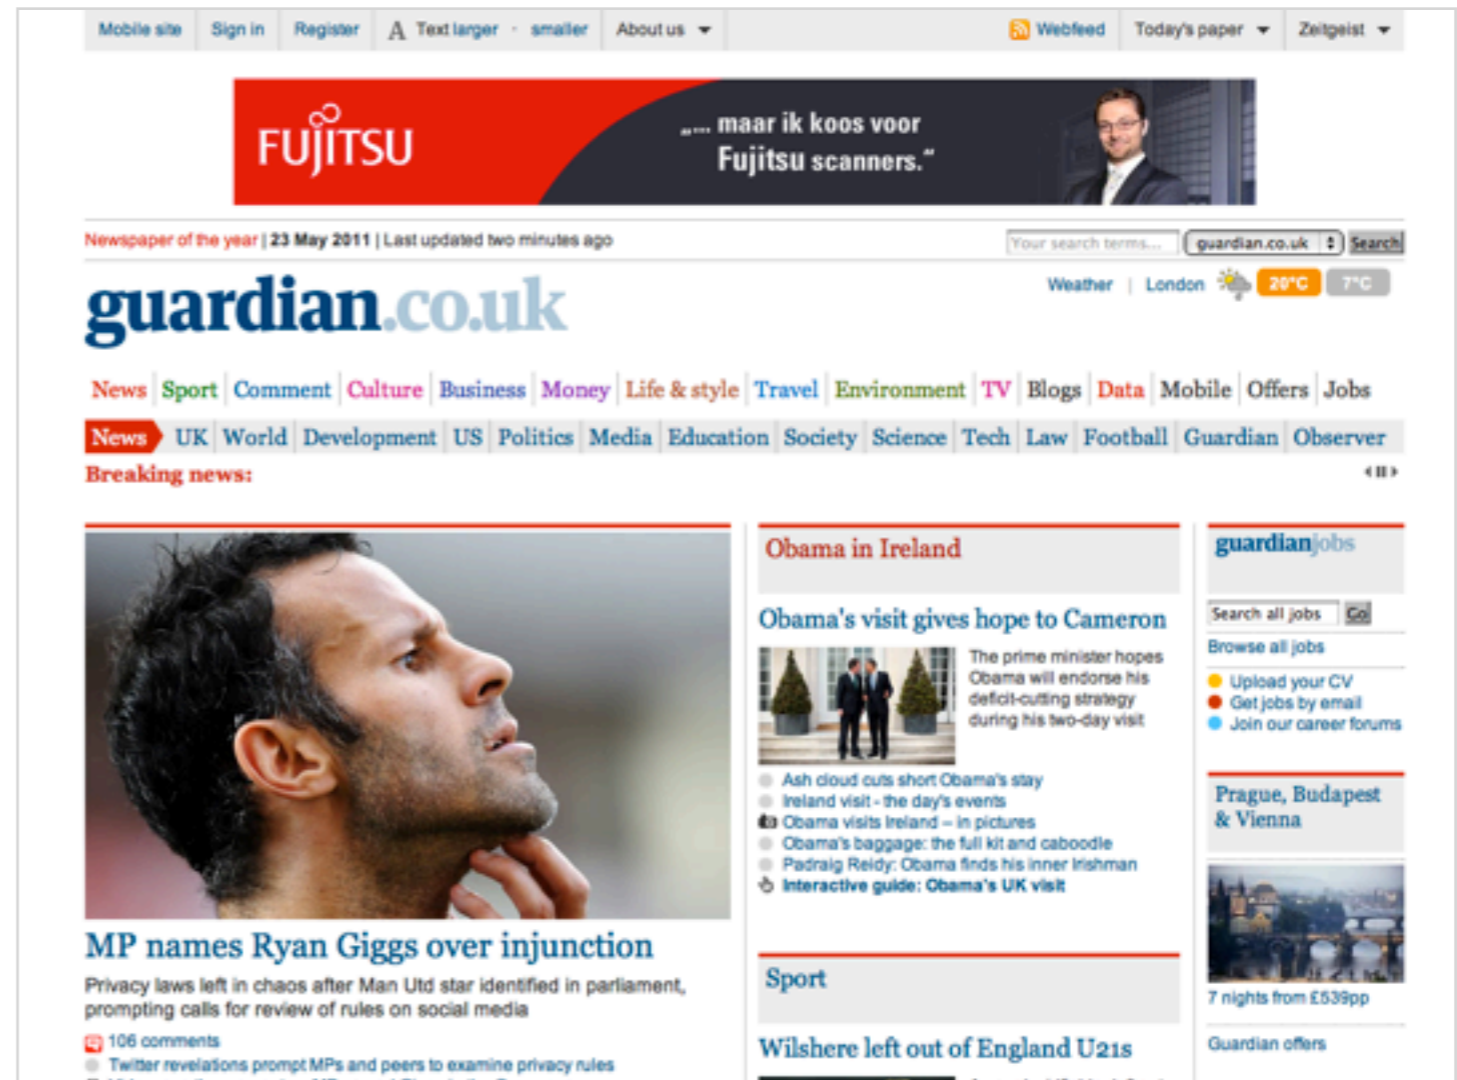 Mobile site Sign in Register A Text larger · smaller About us Webfeed Today's paper Zeitgeist
FUJITSU
„... maar ik koos voor
Fujitsu scanners.“
Newspaper of the year | 23 May 2011 | Last updated two minutes ago
Your search terms... guardian.co.uk Search
guardian.co.uk
Weather | London 20°C 7°C
News Sport Comment Culture Business Money Life & style Travel Environment TV Blogs Data Mobile Offers Jobs
News UK World Development US Politics Media Education Society Science Tech Law Football Guardian Observer
Breaking news:
MP names Ryan Giggs over injunction
Privacy laws left in chaos after Man Utd star identified in parliament,
prompting calls for review of rules on social media
106 comments
Twitter revelations prompt MPs and peers to examine privacy rules
Obama in Ireland
Obama's visit gives hope to Cameron
The prime minister hopes
Obama will endorse his
deficit-cutting strategy
during his two-day visit
Ash cloud cuts short Obama's stay
Ireland visit - the day's events
Obama visits Ireland – in pictures
Obama's baggage: the full kit and caboodle
Padraig Reidy: Obama finds his inner Irishman
Interactive guide: Obama's UK visit
Sport
Wilshere left out of England U21s
guardianjobs
Search all jobs Go
Browse all jobs
Upload your CV
Get jobs by email
Join our career forums
Prague, Budapest
& Vienna
7 nights from £539pp
Guardian offers